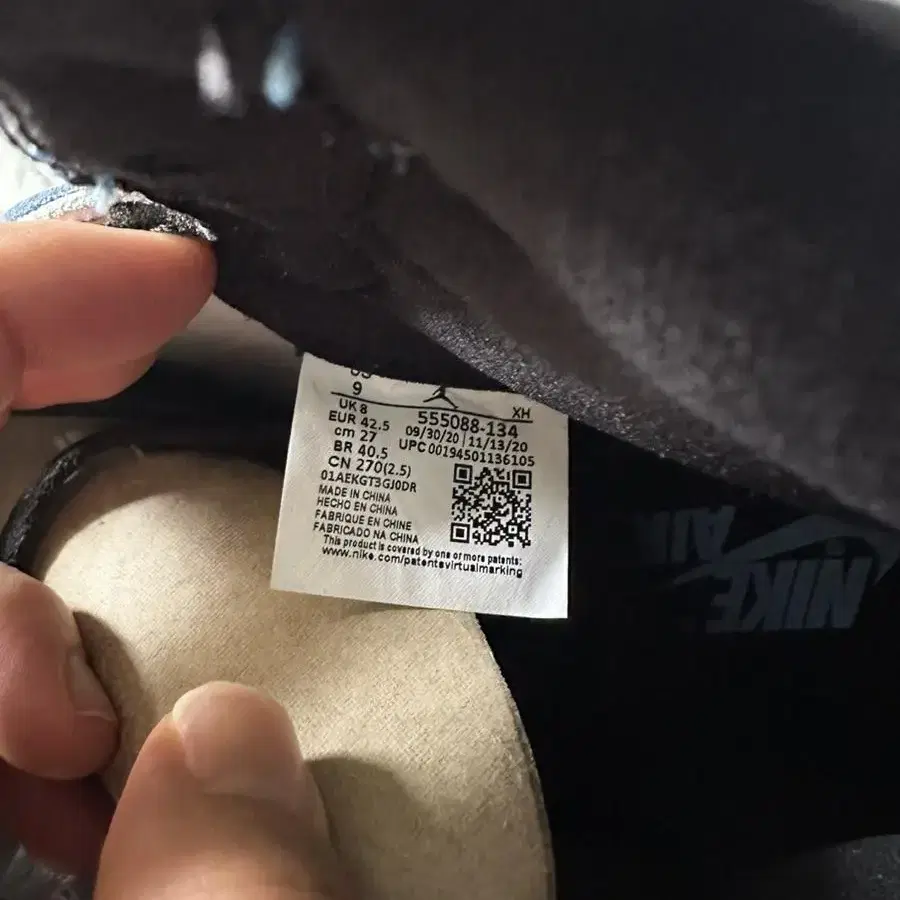 US
9
UK 8
EUR 42.5
cm 27
BR 40.5
CN 270(2.5)
01AEKGT3GJ0DR
XH
555088-134
09/30/20 | 11/13/20
UPC 00194501136105
MADE IN CHINA
HECHO EN CHINA
FABRIQUE EN CHINE
FABRICADO NA CHINA
This product is covered by one or more patents:
www.nike.com/patentsvirtualmarking
NIKE
AIR